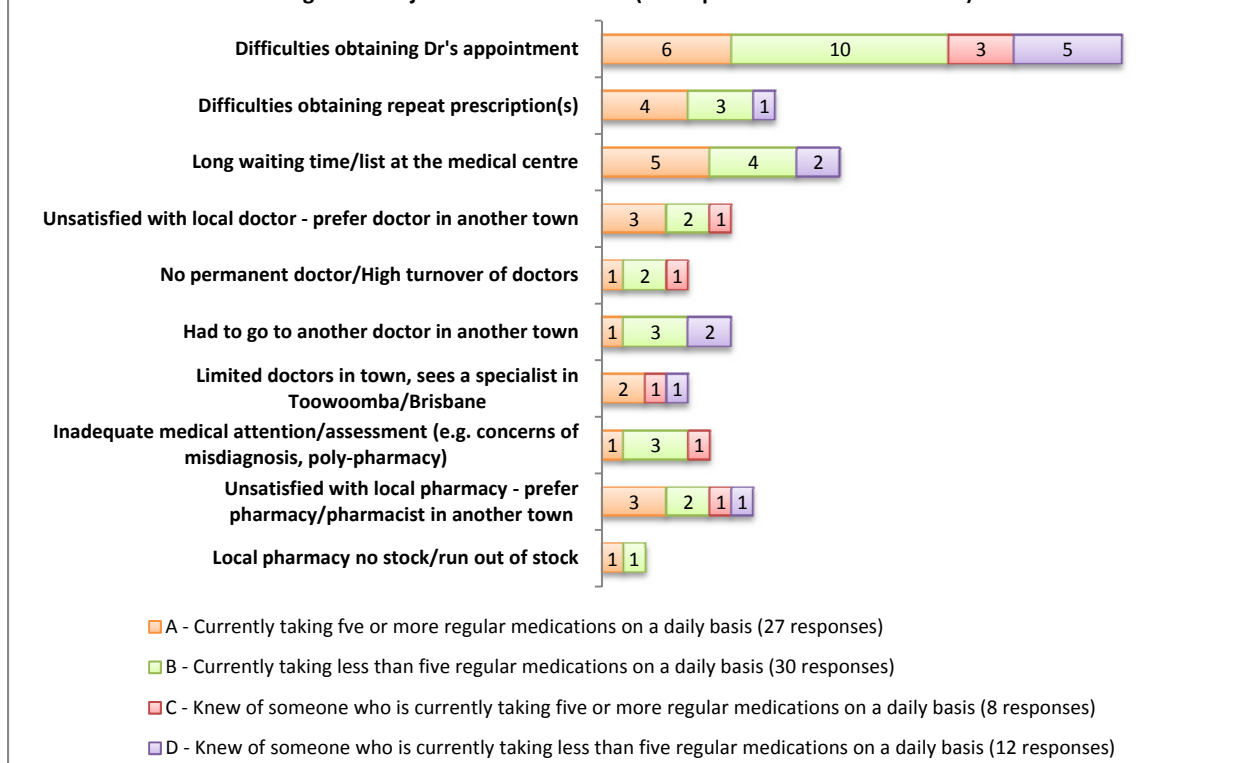 Difficulties obtaining Dr's appointment
6 10 3 5
Difficulties obtaining repeat prescription(s)
4 3 1
Long waiting time/list at the medical centre
5 4 2
Unsatisfied with local doctor - prefer doctor in another town
3 2 1
No permanent doctor/High turnover of doctors
1 2 1
Had to go to another doctor in another town
1 3 2
Limited doctors in town, sees a specialist in
Toowoomba/Brisbane
2 1 1
Inadequate medical attention/assessment (e.g. concerns of
misdiagnosis, poly-pharmacy)
1 3 1
Unsatisfied with local pharmacy - prefer
pharmacy/pharmacist in another town
3 2 1 1
Local pharmacy no stock/run out of stock
1 1
A - Currently taking fve or more regular medications on a daily basis (27 responses)
B - Currently taking less than five regular medications on a daily basis (30 responses)
C - Knew of someone who is currently taking five or more regular medications on a daily basis (8 responses)
D - Knew of someone who is currently taking less than five regular medications on a daily basis (12 responses)